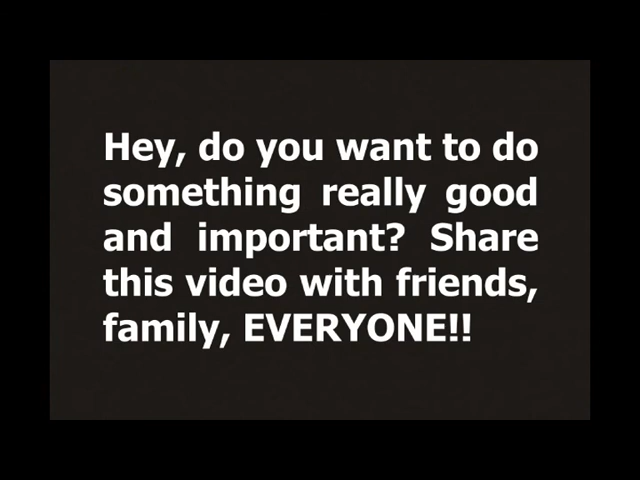 Hey, do you want to do
something really good
and important? Share
this video with friends,
family, EVERYONE!!